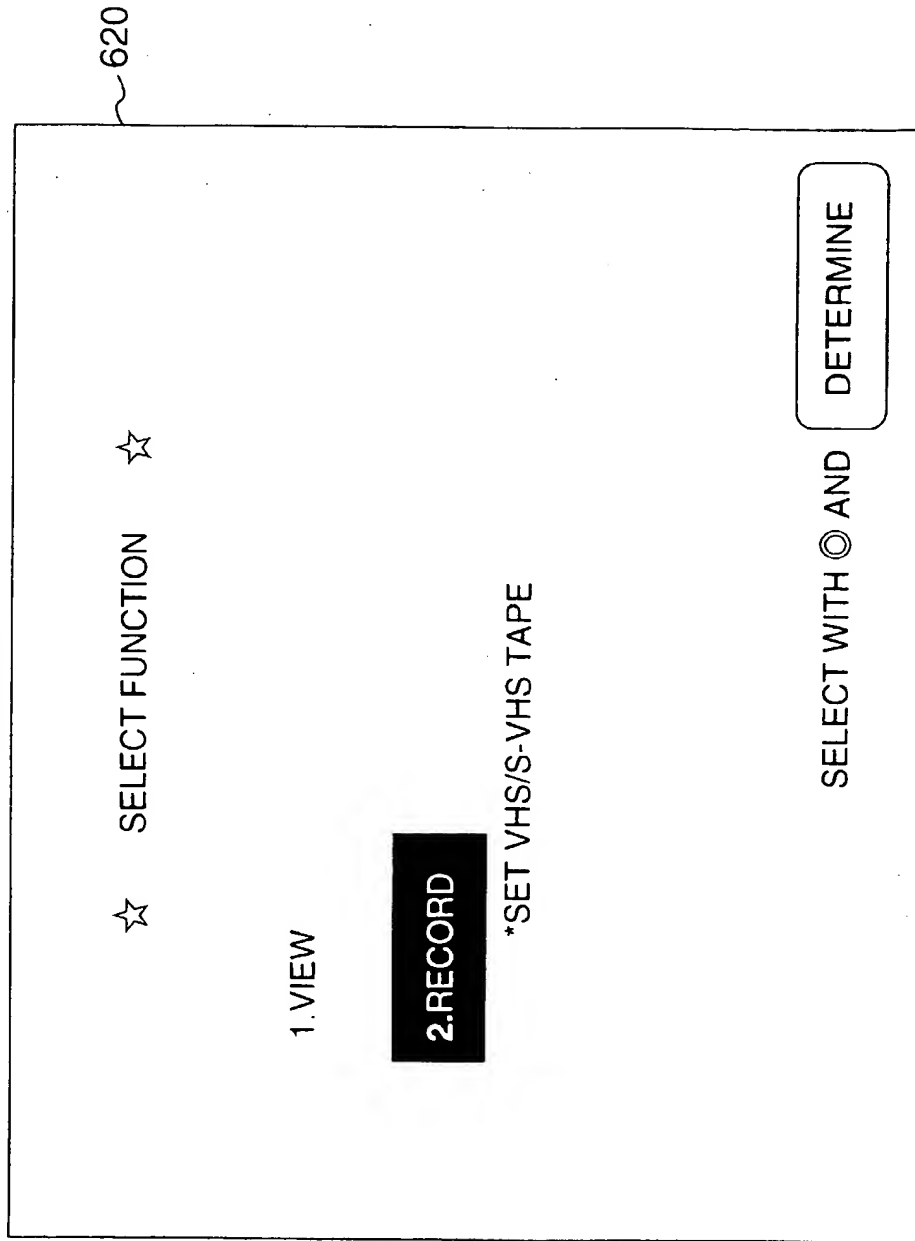 620
☆ SELECT FUNCTION ☆
1.VIEW
2.RECORD
*SET VHS/S-VHS TAPE
SELECT WITH ◎ AND DETERMINE